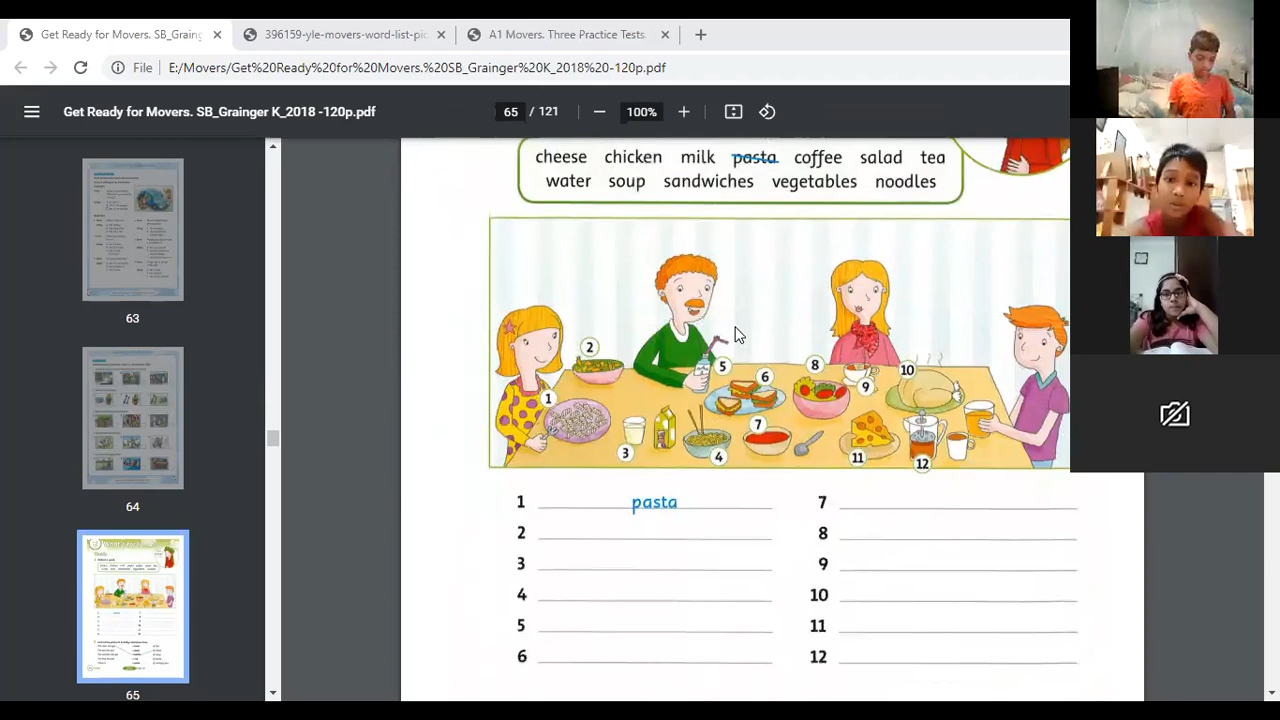 Get Ready for Movers. SB_Grain
396159-yle-movers-word-list-pic
A1 Movers. Three Practice Tests.
File
E:/Movers/Get%20Ready%20for%20Movers.%20SB_Grainger%20K_2018%20-120p.pdf
Get Ready for Movers. SB_Grainger K_2018 -120p.pdf
65 / 121
100%
cheese chicken milk pasta coffee salad tea
water soup sandwiches vegetables noodles
63
64
65
1
2
3
4
5
6
7
8
9
10
11
12
1 pasta
2
3
4
5
6
7
8
9
10
11
12